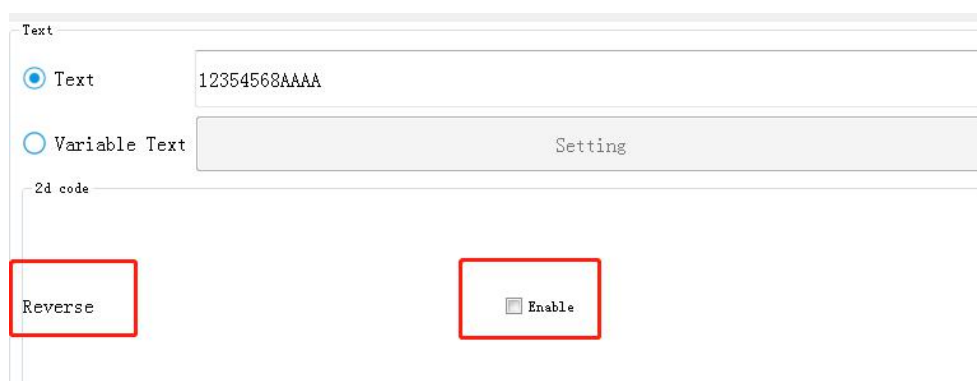 Text
Text 12354568AAAA
Variable Text Setting
2d code
Reverse Enable